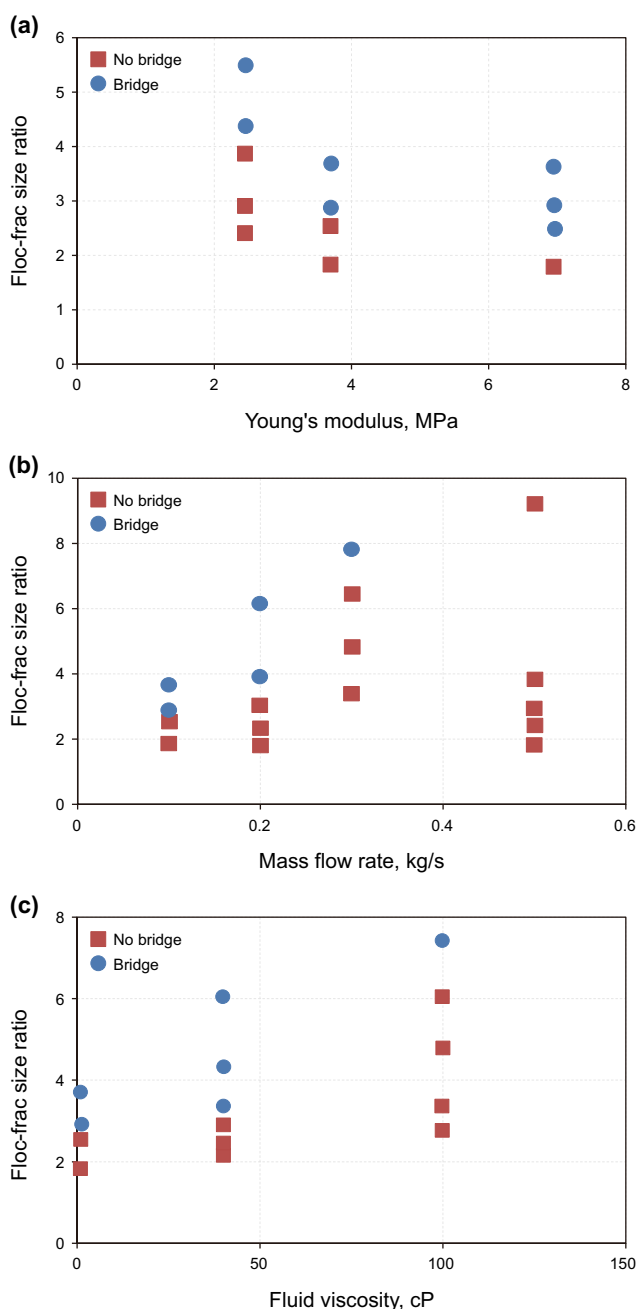 (a)
6
5
4
3
2
1
0
Floc-frac size ratio
No bridge
Bridge
0 2 4 6 8
Young's modulus, MPa
(b)
10
8
6
4
2
0
Floc-frac size ratio
No bridge
Bridge
0 0.2 0.4 0.6
Mass flow rate, kg/s
(c)
8
6
4
2
0
Floc-frac size ratio
No bridge
Bridge
0 50 100 150
Fluid viscosity, cP